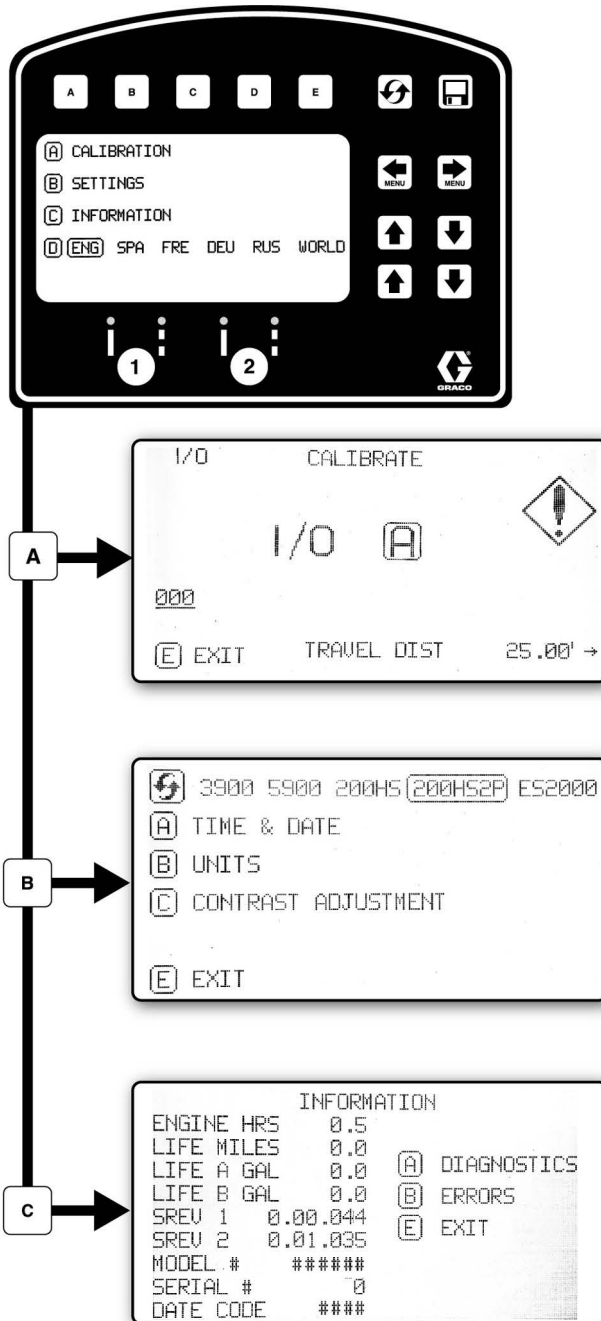 A B C D E
A CALIBRATION
B SETTINGS
C INFORMATION
D ENG SPA FRE DEU RUS WORLD
MENU MENU
1 2
GRACO
I/O CALIBRATE
I/O A
A
000
E EXIT TRAVEL DIST 25.00' →
3900 5900 200HS 200HS2P ES2000
A TIME & DATE
B UNITS
B
C CONTRAST ADJUSTMENT
E EXIT
INFORMATION
ENGINE HRS 0.5
LIFE MILES 0.0
LIFE A GAL 0.0
A DIAGNOSTICS
LIFE B GAL 0.0
B ERRORS
C
SREV 1 0.00.044
E EXIT
SREV 2 0.01.035
MODEL # ######
SERIAL # 0
DATE CODE ####